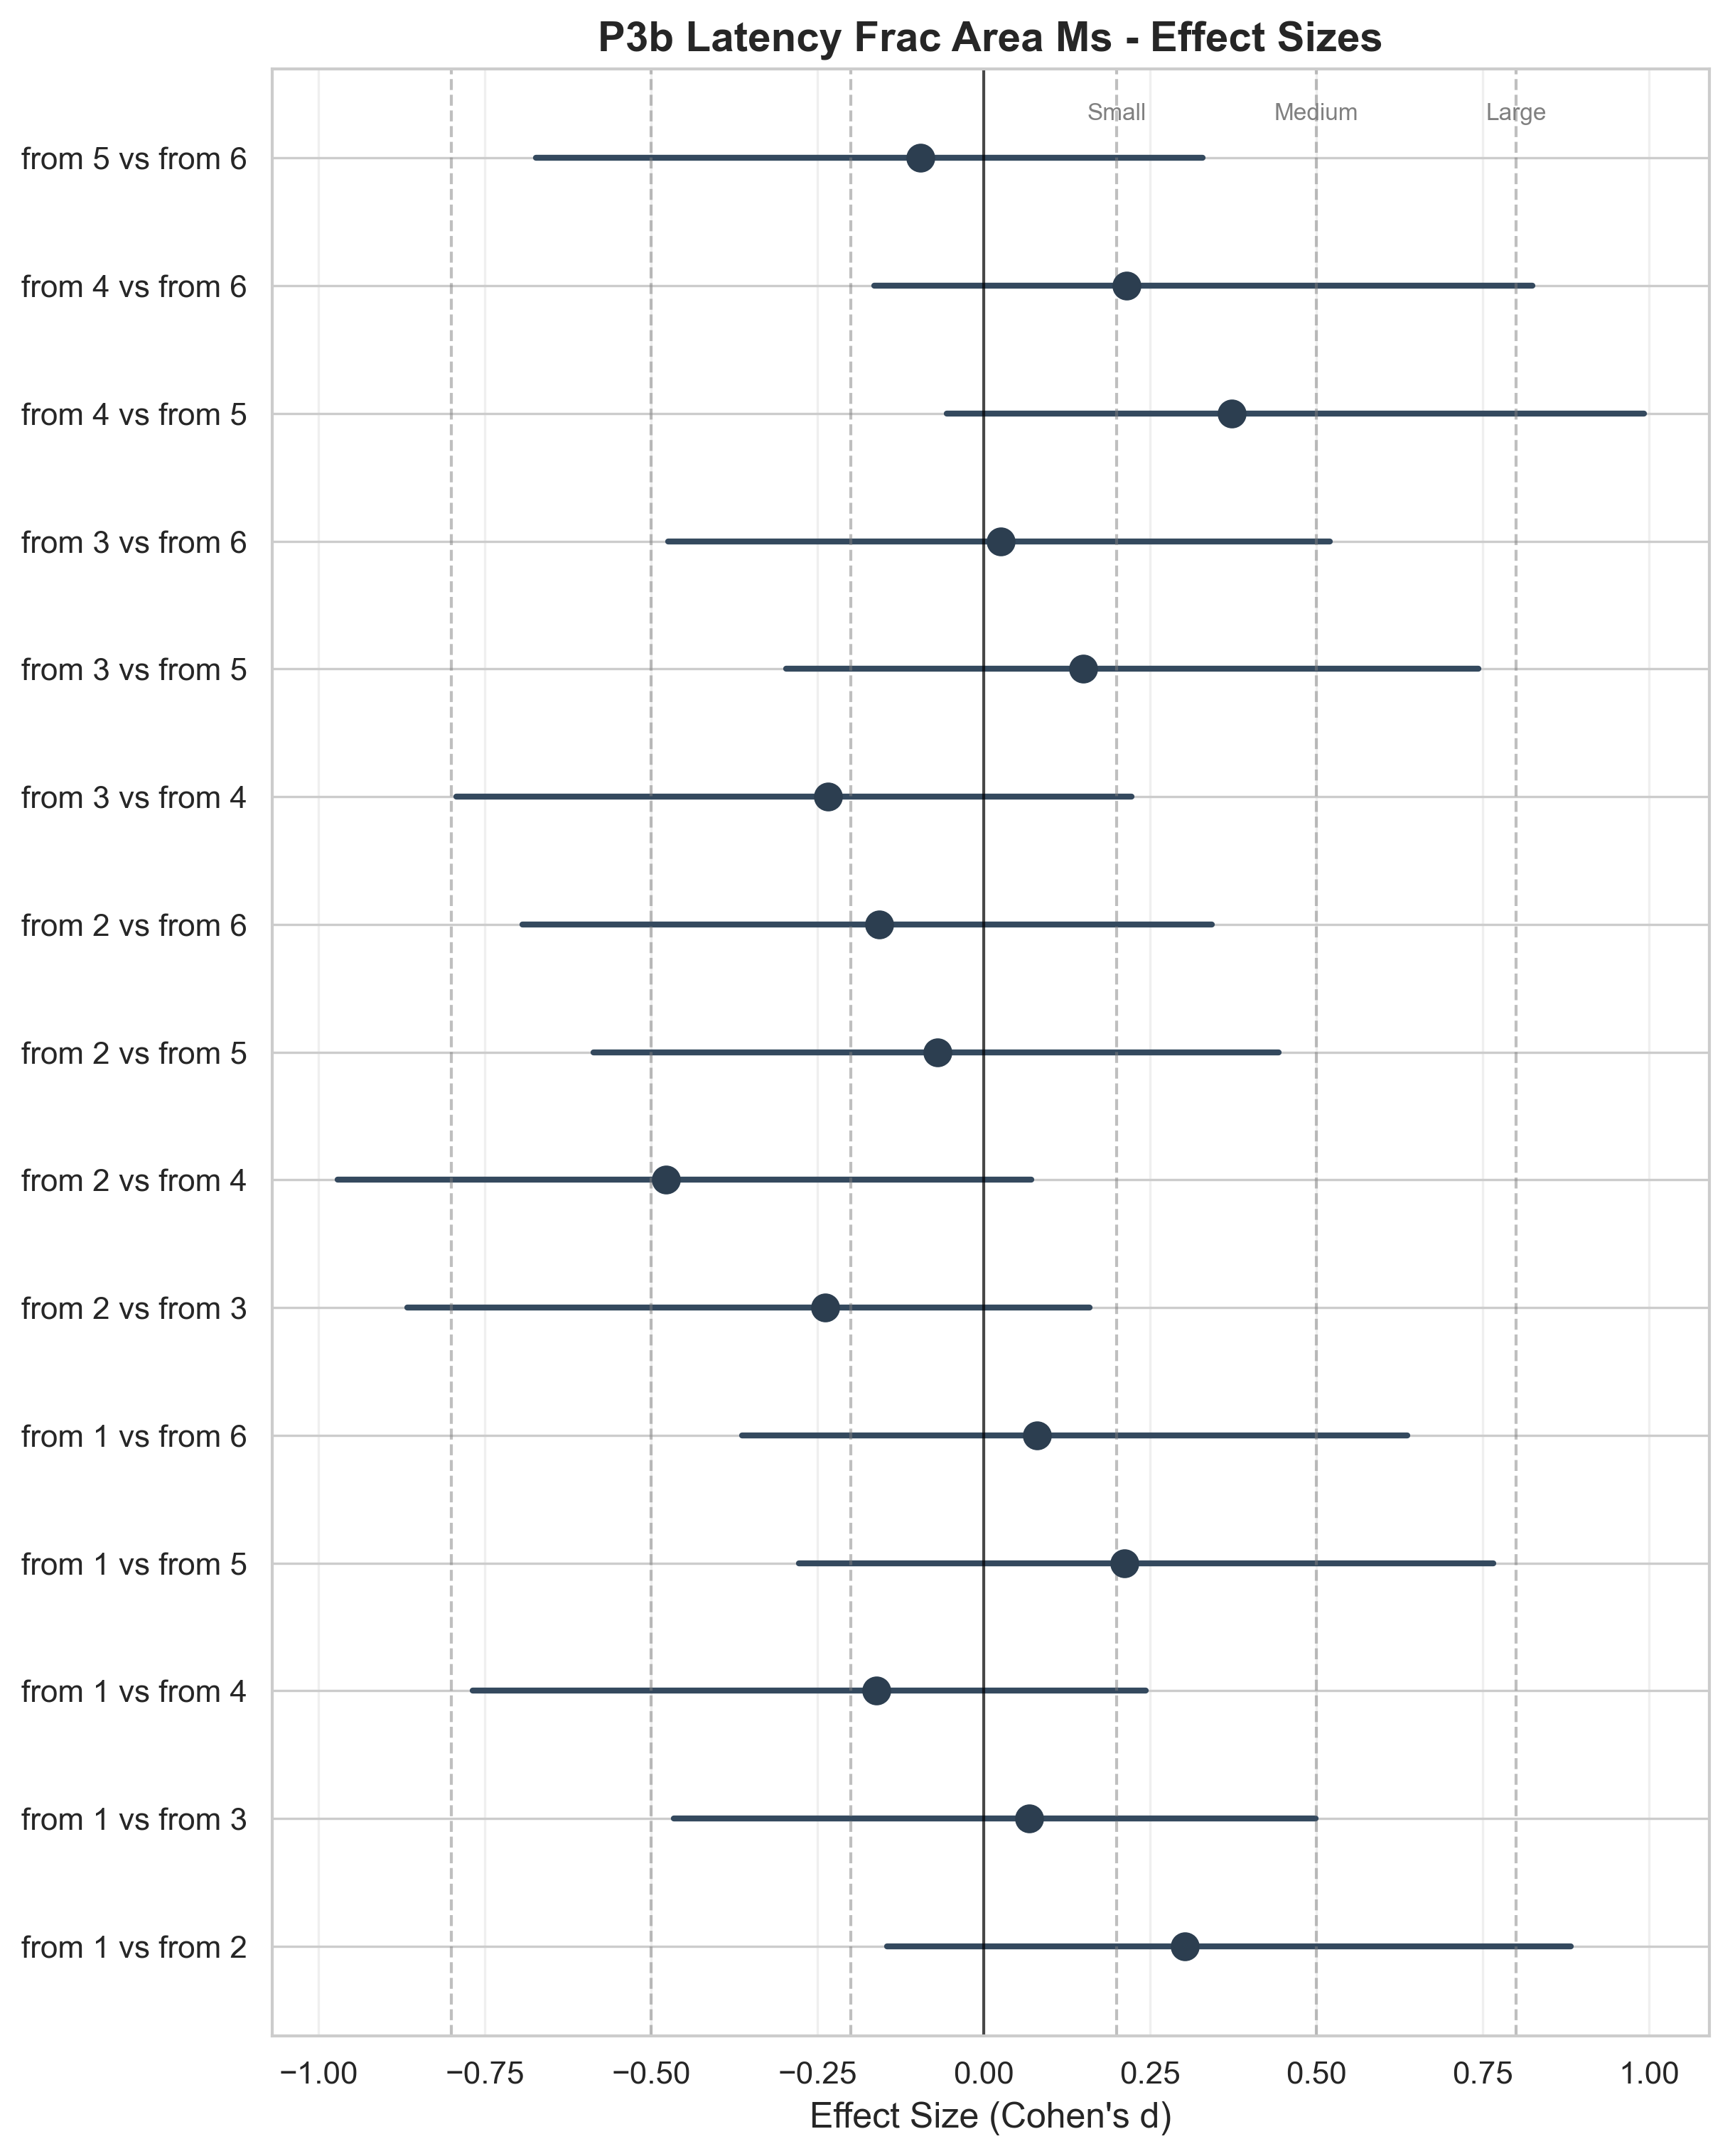 P3b Latency Frac Area Ms - Effect Sizes
Small Medium Large
from 5 vs from 6
from 4 vs from 6
from 4 vs from 5
from 3 vs from 6
from 3 vs from 5
from 3 vs from 4
from 2 vs from 6
from 2 vs from 5
from 2 vs from 4
from 2 vs from 3
from 1 vs from 6
from 1 vs from 5
from 1 vs from 4
from 1 vs from 3
from 1 vs from 2
−1.00 −0.75 −0.50 −0.25 0.00 0.25 0.50 0.75 1.00
Effect Size (Cohen's d)